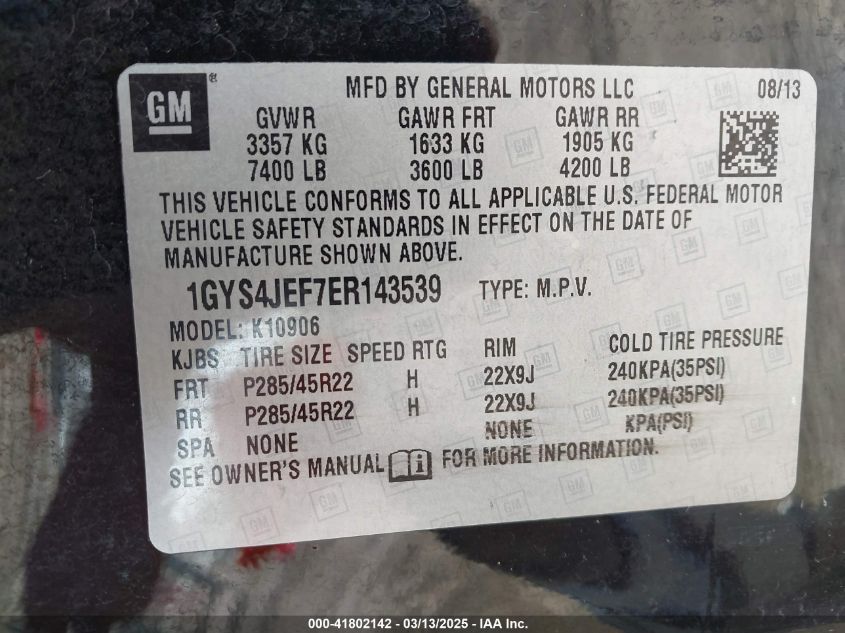 GM ®
MFD BY GENERAL MOTORS LLC 08/13
GVWR GAWR FRT GAWR RR
3357 KG 1633 KG 1905 KG
7400 LB 3600 LB 4200 LB
THIS VEHICLE CONFORMS TO ALL APPLICABLE U.S. FEDERAL MOTOR
VEHICLE SAFETY STANDARDS IN EFFECT ON THE DATE OF
MANUFACTURE SHOWN ABOVE.
1GYS4JEF7ER143539 TYPE: M.P.V.
MODEL: K10906
KJBS TIRE SIZE SPEED RTG RIM COLD TIRE PRESSURE
FRT P285/45R22 H 22X9J 240KPA(35PSI)
RR P285/45R22 H 22X9J 240KPA(35PSI)
SPA NONE NONE KPA(PSI)
SEE OWNER'S MANUAL FOR MORE INFORMATION.
000-41802142 - 03/13/2025 - IAA Inc.